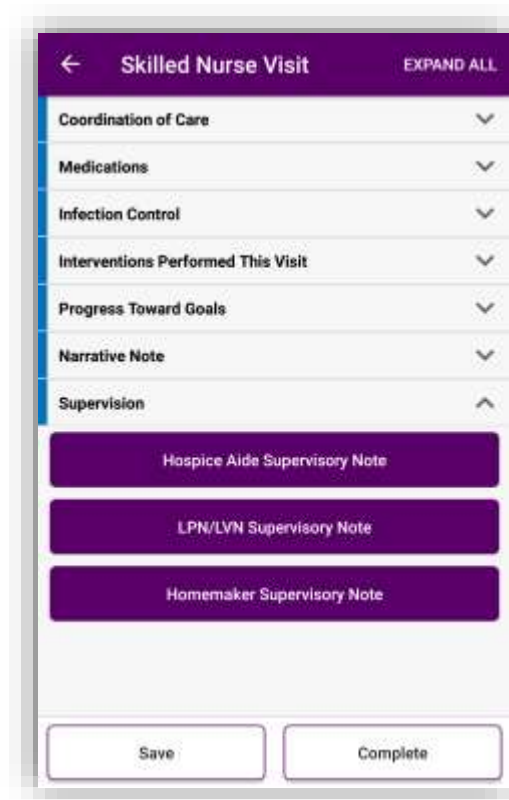 Skilled Nurse Visit EXPAND ALL
Coordination of Care
Medications
Infection Control
Interventions Performed This Visit
Progress Toward Goals
Narrative Note
Supervision
Hospice Aide Supervisory Note
LPN/LVN Supervisory Note
Homemaker Supervisory Note
Save Complete